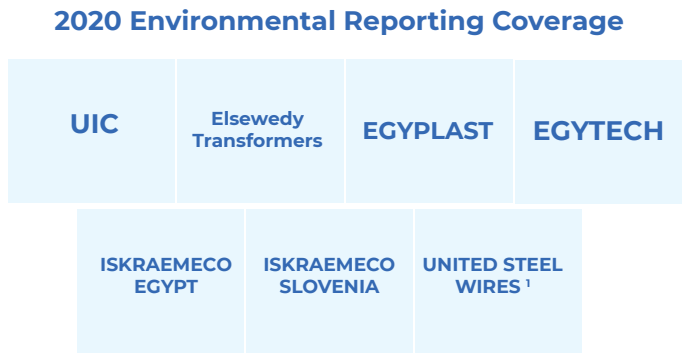 2020 Environmental Reporting Coverage
UIC
Elsewedy
Transformers
EGYPLAST
EGYTECH
ISKRAEMECO
EGYPT
ISKRAEMECO
SLOVENIA
UNITED STEEL
WIRES ¹